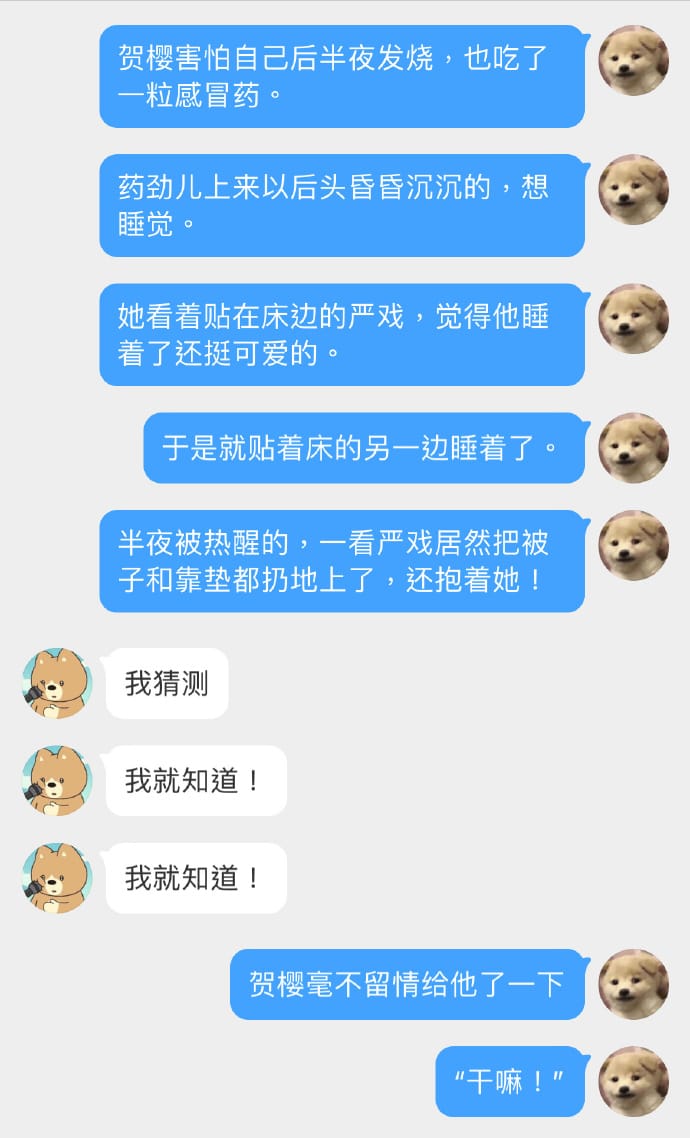 贺樱害怕自己后半夜发烧，也吃了
一粒感冒药。
药劲儿上来以后头昏昏沉沉的，想
睡觉。
她看着贴在床边的严戏，觉得他睡
着了还挺可爱的。
于是就贴着床的另一边睡着了。
半夜被热醒的，一看严戏居然把被
子和靠垫都扔地上了，还抱着她！
我猜测
我就知道！
我就知道！
贺樱毫不留情给他了一下
“干嘛！”